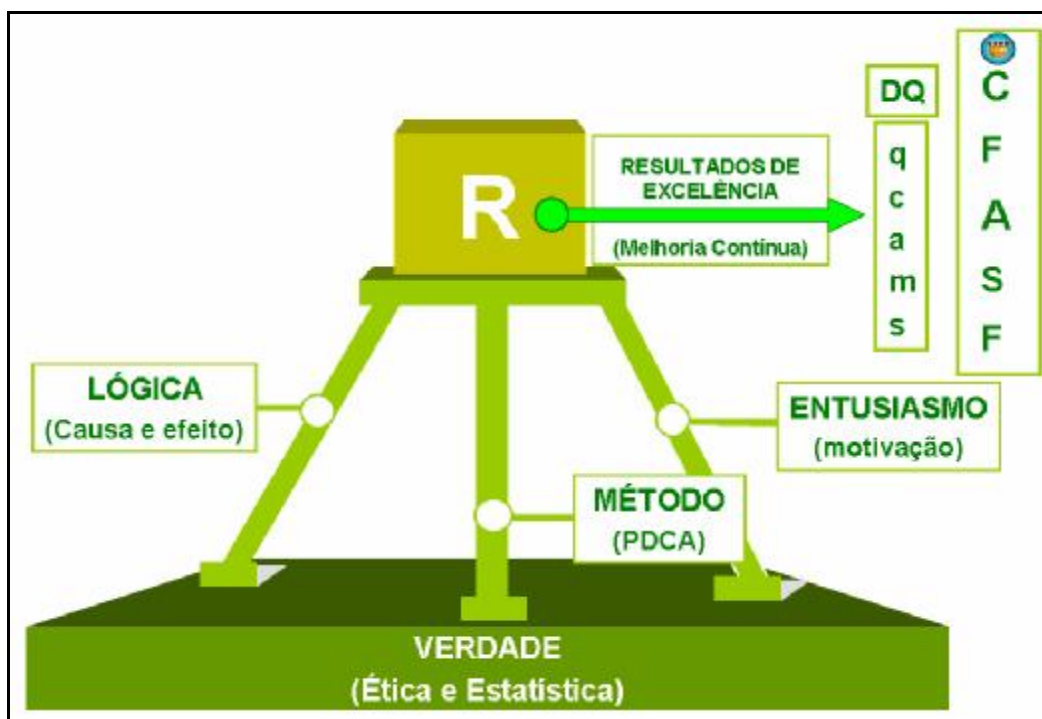 DQ
q
c
a
m
s
C
F
A
S
F
R
RESULTADOS DE
EXCELÊNCIA
(Melhoria Contínua)
LÓGICA
(Causa e efeito)
ENTUSIASMO
(motivação)
MÉTODO
(PDCA)
VERDADE
(Ética e Estatística)